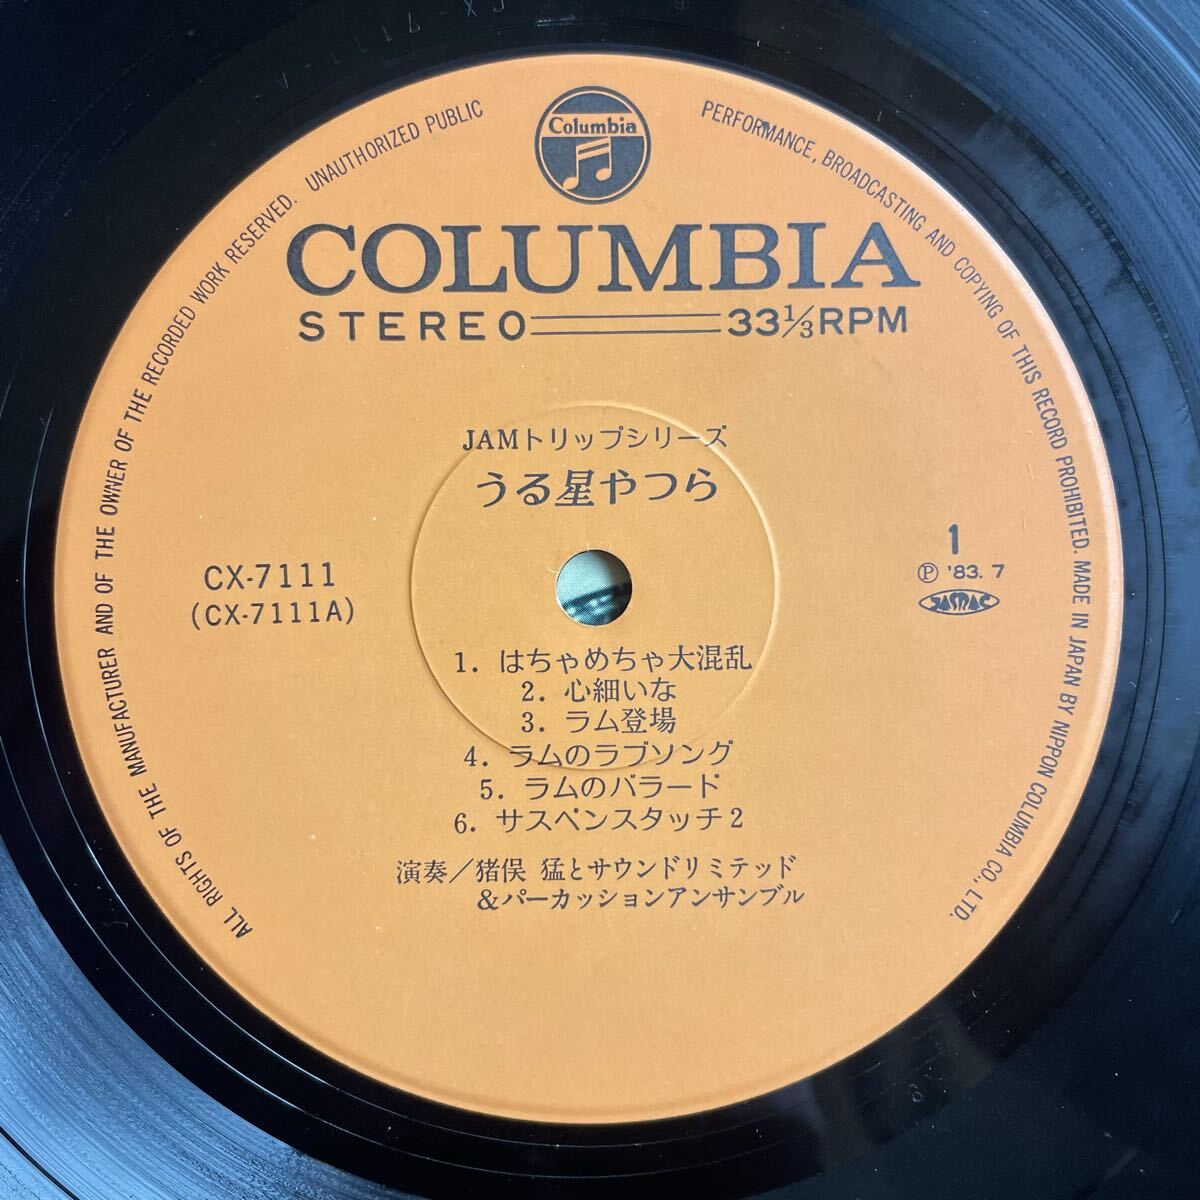 Columbia
ALL RIGHTS OF THE MANUFACTURER AND OF THE OWNER OF THE RECORDED WORK RESERVED. UNAUTHORIZED PUBLIC PERFORMANCE, BROADCASTING AND COPYING OF THIS RECORD PROHIBITED. MADE IN JAPAN BY NIPPON COLUMBIA CO., LTD.
COLUMBIA
STEREO 33⅓RPM
JAMトリップシリーズ
うる星やつら
CX-7111
(CX-7111A)
1
Ⓟ '83. 7
JASRAC
1. はちゃめちゃ大混乱
2. 心細いな
3. ラム登場
4. ラムのラブソング
5. ラムのバラード
6. サスペンスタッチ2
演奏／猪俣 猛とサウンドリミテッド
&パーカッションアンサンブル